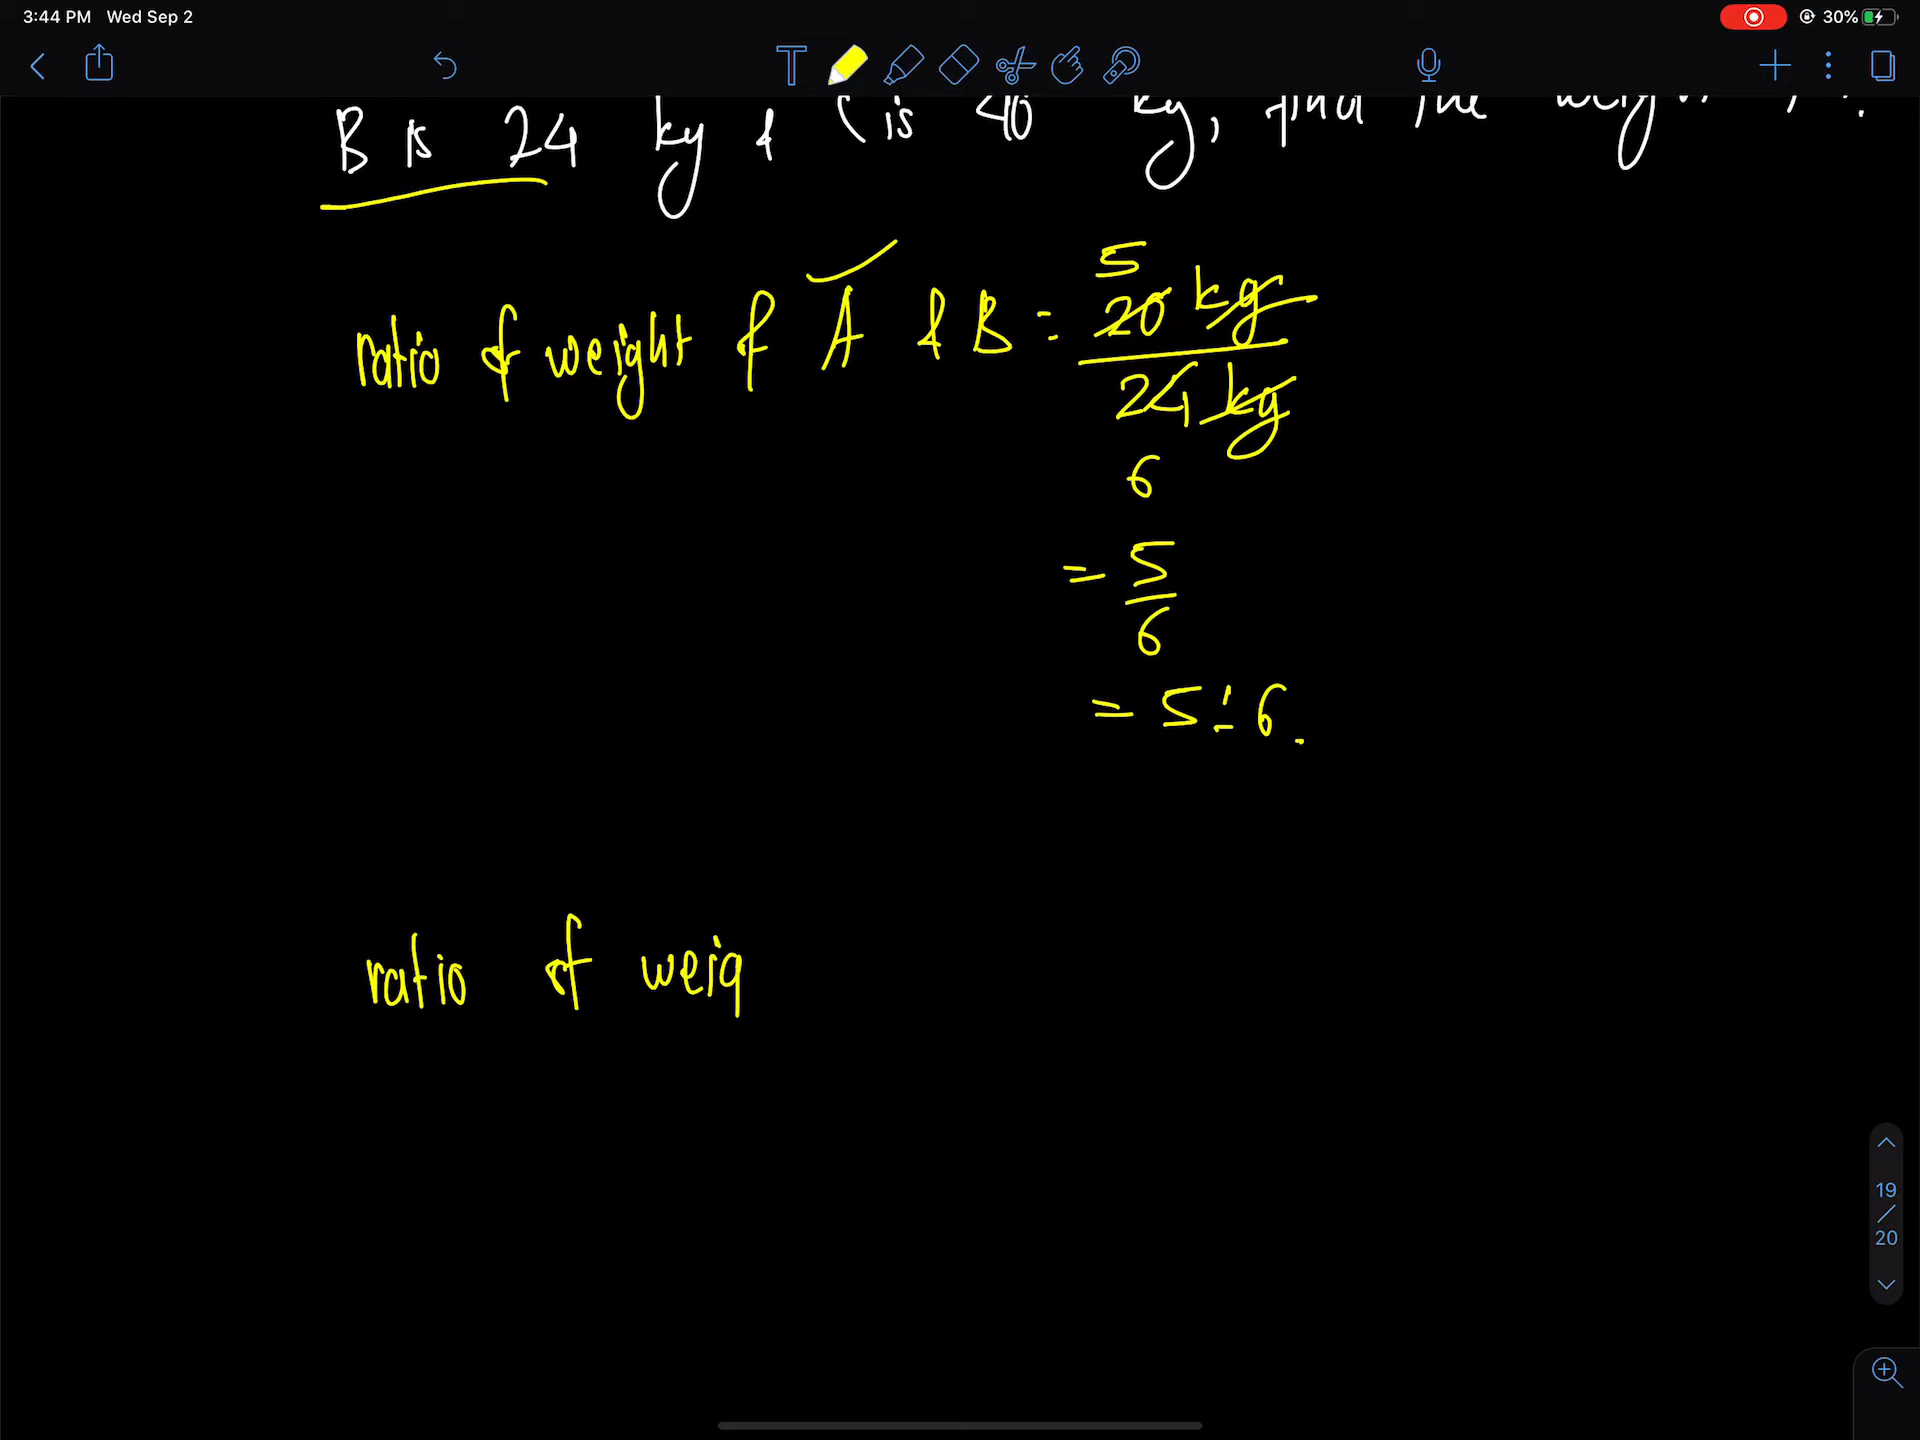 3:44 PM Wed Sep 2
30%
B is 24 kg & C is 40 kg, find the
ratio of weight of A & B = 5
20 kg
24 kg
6
= 5
6
= 5 : 6.
ratio of weig
19
/
20